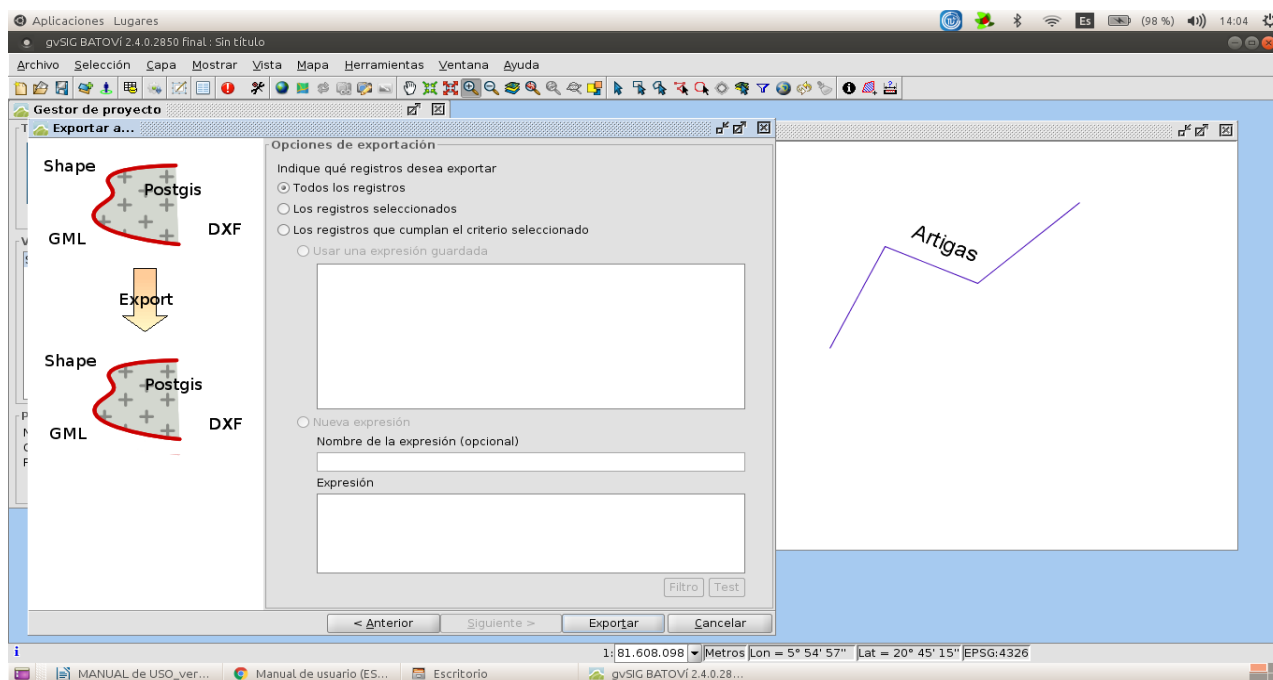 Aplicaciones Lugares
Es (98 %) 14:04
gvSIG BATOVí 2.4.0.2850 final : Sin título
Archivo Selección Capa Mostrar Vista Mapa Herramientas Ventana Ayuda
Gestor de proyecto
Exportar a...
Shape
Postgis
GML
DXF
Export
Shape
Postgis
GML
DXF
Opciones de exportación
Indique qué registros desea exportar
Todos los registros
Los registros seleccionados
Los registros que cumplan el criterio seleccionado
Usar una expresión guardada
Nueva expresión
Nombre de la expresión (opcional)
Expresión
Filtro Test
< Anterior Siguiente > Exportar Cancelar
Artigas
1: 81.608.098 Metros Lon = 5° 54' 57'' Lat = 20° 45' 15'' EPSG:4326
MANUAL de USO_ver... Manual de usuario (ES... Escritorio gvSIG BATOVí 2.4.0.28...